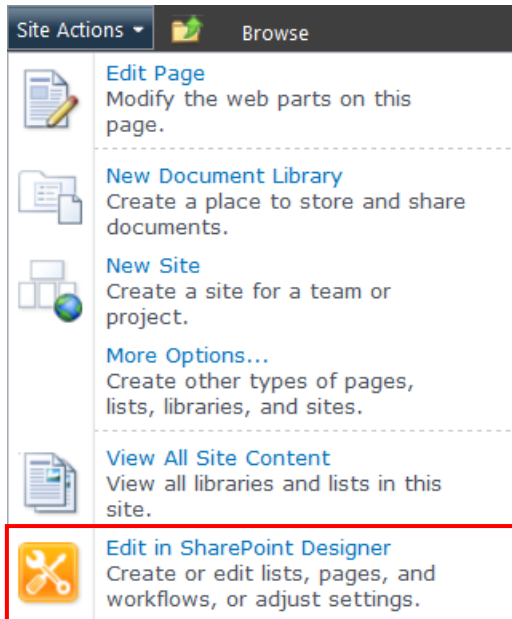 Site Actions Browse
Edit Page
Modify the web parts on this
page.
New Document Library
Create a place to store and share
documents.
New Site
Create a site for a team or
project.
More Options...
Create other types of pages,
lists, libraries, and sites.
View All Site Content
View all libraries and lists in this
site.
Edit in SharePoint Designer
Create or edit lists, pages, and
workflows, or adjust settings.